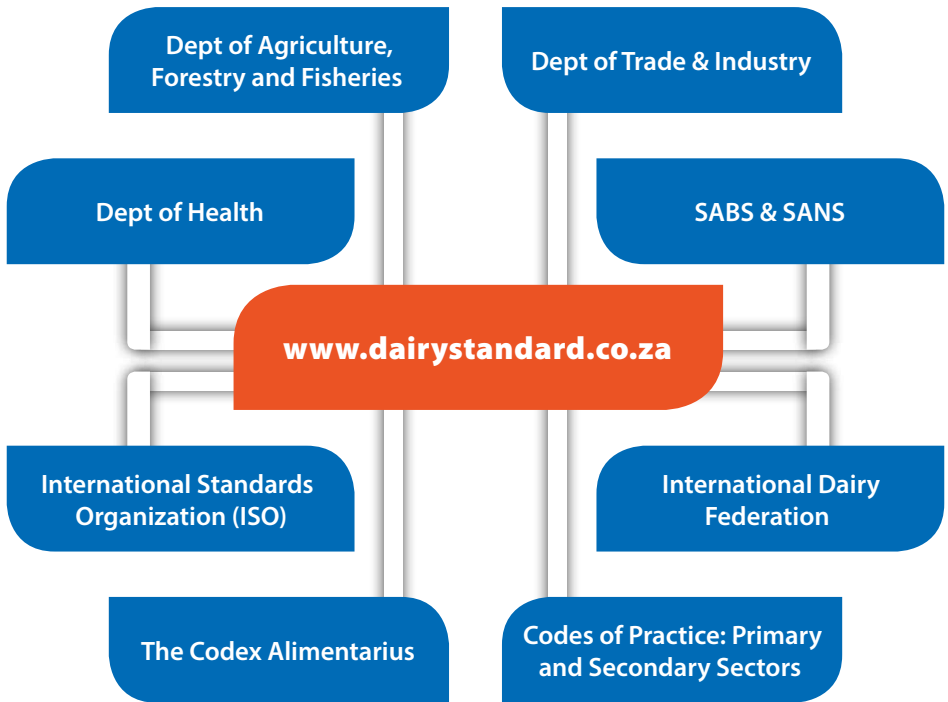 Dept of Agriculture,
Forestry and Fisheries
Dept of Trade & Industry
Dept of Health
SABS & SANS
www.dairystandard.co.za
International Standards
Organization (ISO)
International Dairy
Federation
The Codex Alimentarius
Codes of Practice: Primary
and Secondary Sectors